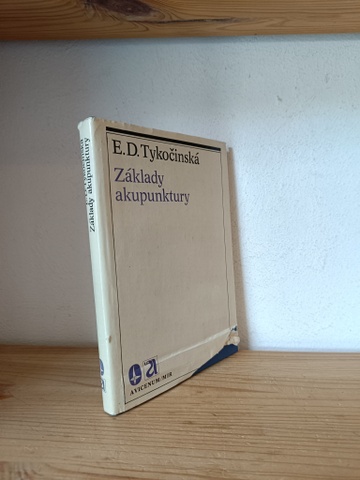 E. D. Tykočinská
Základy
akupunktury
AVICENUM/MIR
Tykočinská
Základy akupunktury